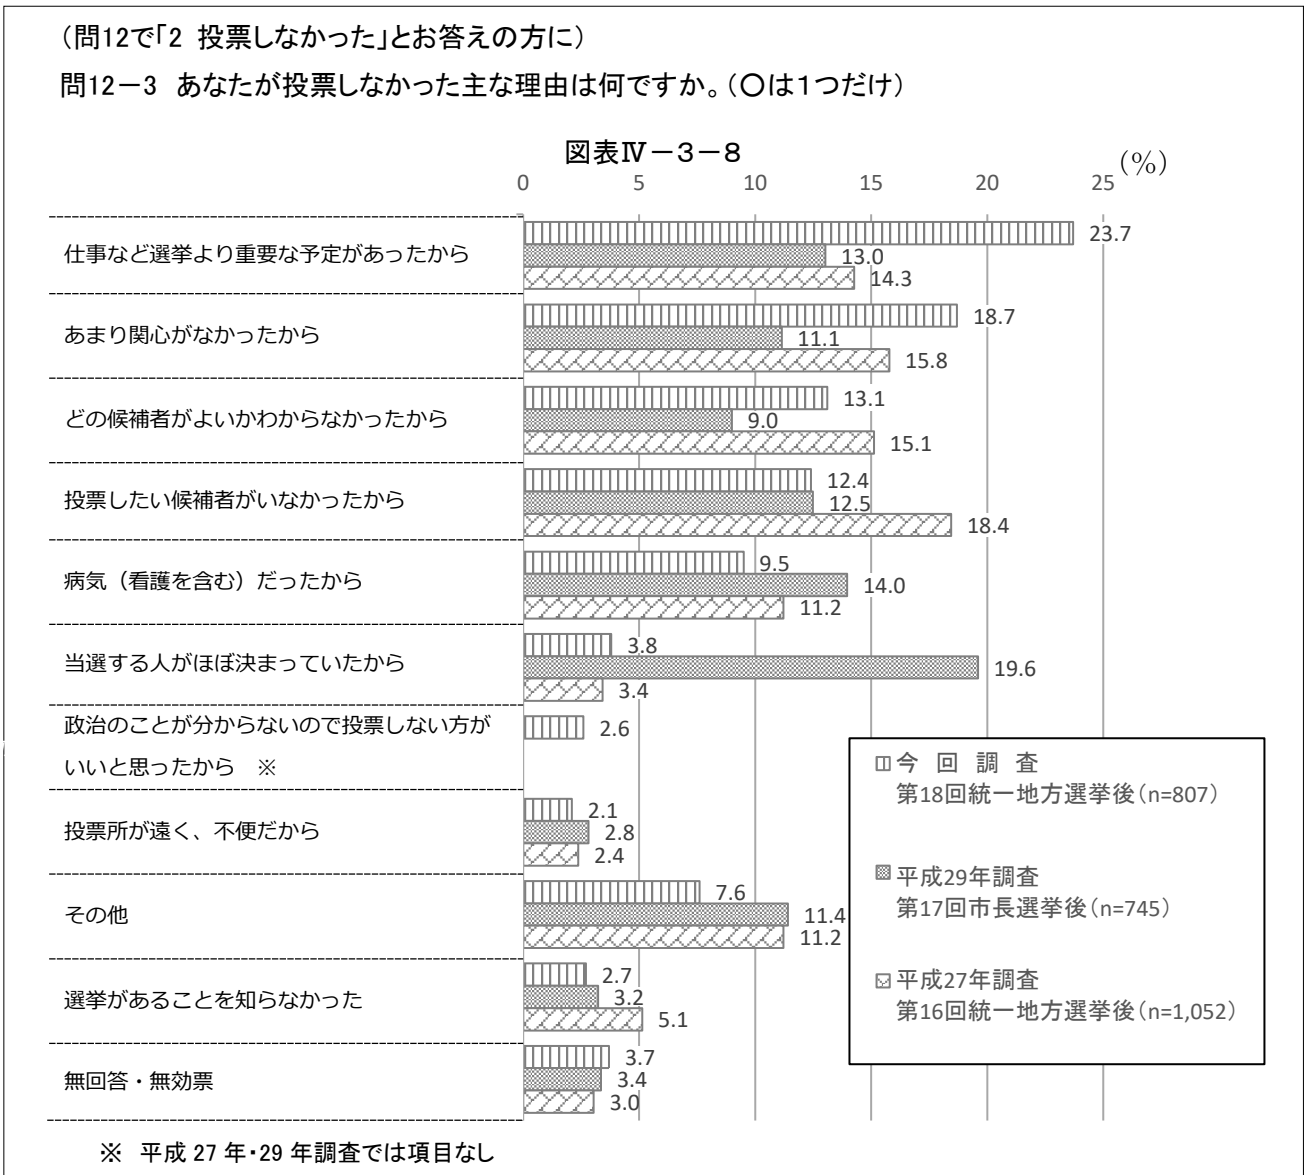 （問12で「2 投票しなかった」とお答えの方に）
問12－3 あなたが投票しなかった主な理由は何ですか。（○は１つだけ）
図表Ⅳ－３－８
（％）
0 5 10 15 20 25
仕事など選挙より重要な予定があったから
23.7
13.0
14.3
あまり関心がなかったから
18.7
11.1
15.8
どの候補者がよいかわからなかったから
13.1
9.0
15.1
投票したい候補者がいなかったから
12.4
12.5
18.4
病気（看護を含む）だったから
9.5
14.0
11.2
当選する人がほぼ決まっていたから
3.8
19.6
3.4
政治のことが分からないので投票しない方が
いいと思ったから ※
2.6
投票所が遠く、不便だから
2.1
2.8
2.4
その他
7.6
11.4
11.2
選挙があることを知らなかった
2.7
3.2
5.1
無回答・無効票
3.7
3.4
3.0
今 回 調 査
第18回統一地方選挙後（n=807）
平成29年調査
第17回市長選挙後（n=745）
平成27年調査
第16回統一地方選挙後（n=1,052）
※ 平成 27 年・29 年調査では項目なし